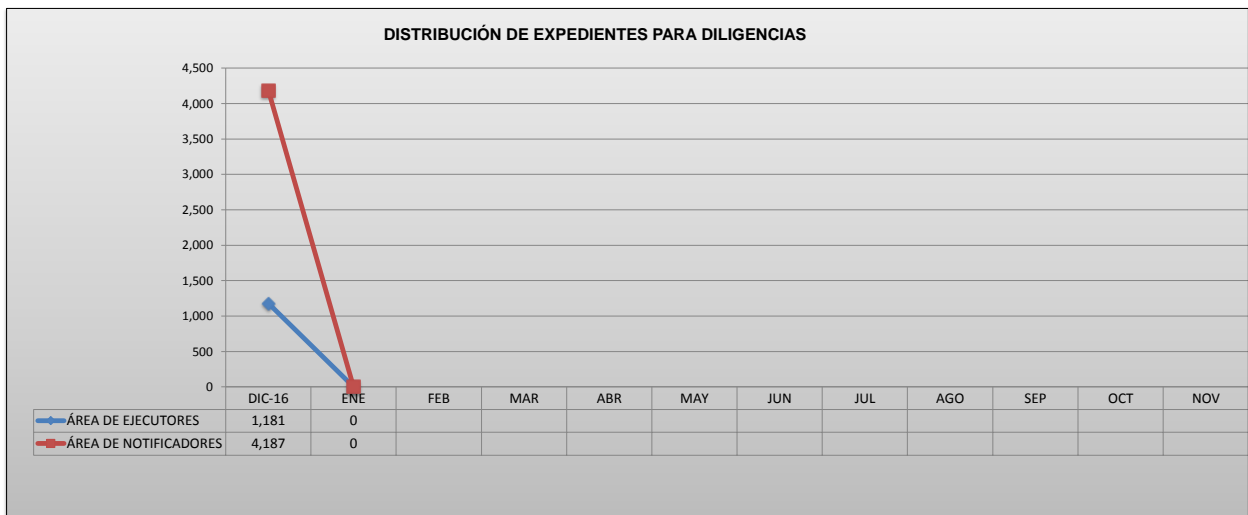 DISTRIBUCIÓN DE EXPEDIENTES PARA DILIGENCIAS
4,500
4,000
3,500
3,000
2,500
2,000
1,500
1,000
500
0
DIC-16 ENE FEB MAR ABR MAY JUN JUL AGO SEP OCT NOV
ÁREA DE EJECUTORES 1,181 0
ÁREA DE NOTIFICADORES 4,187 0